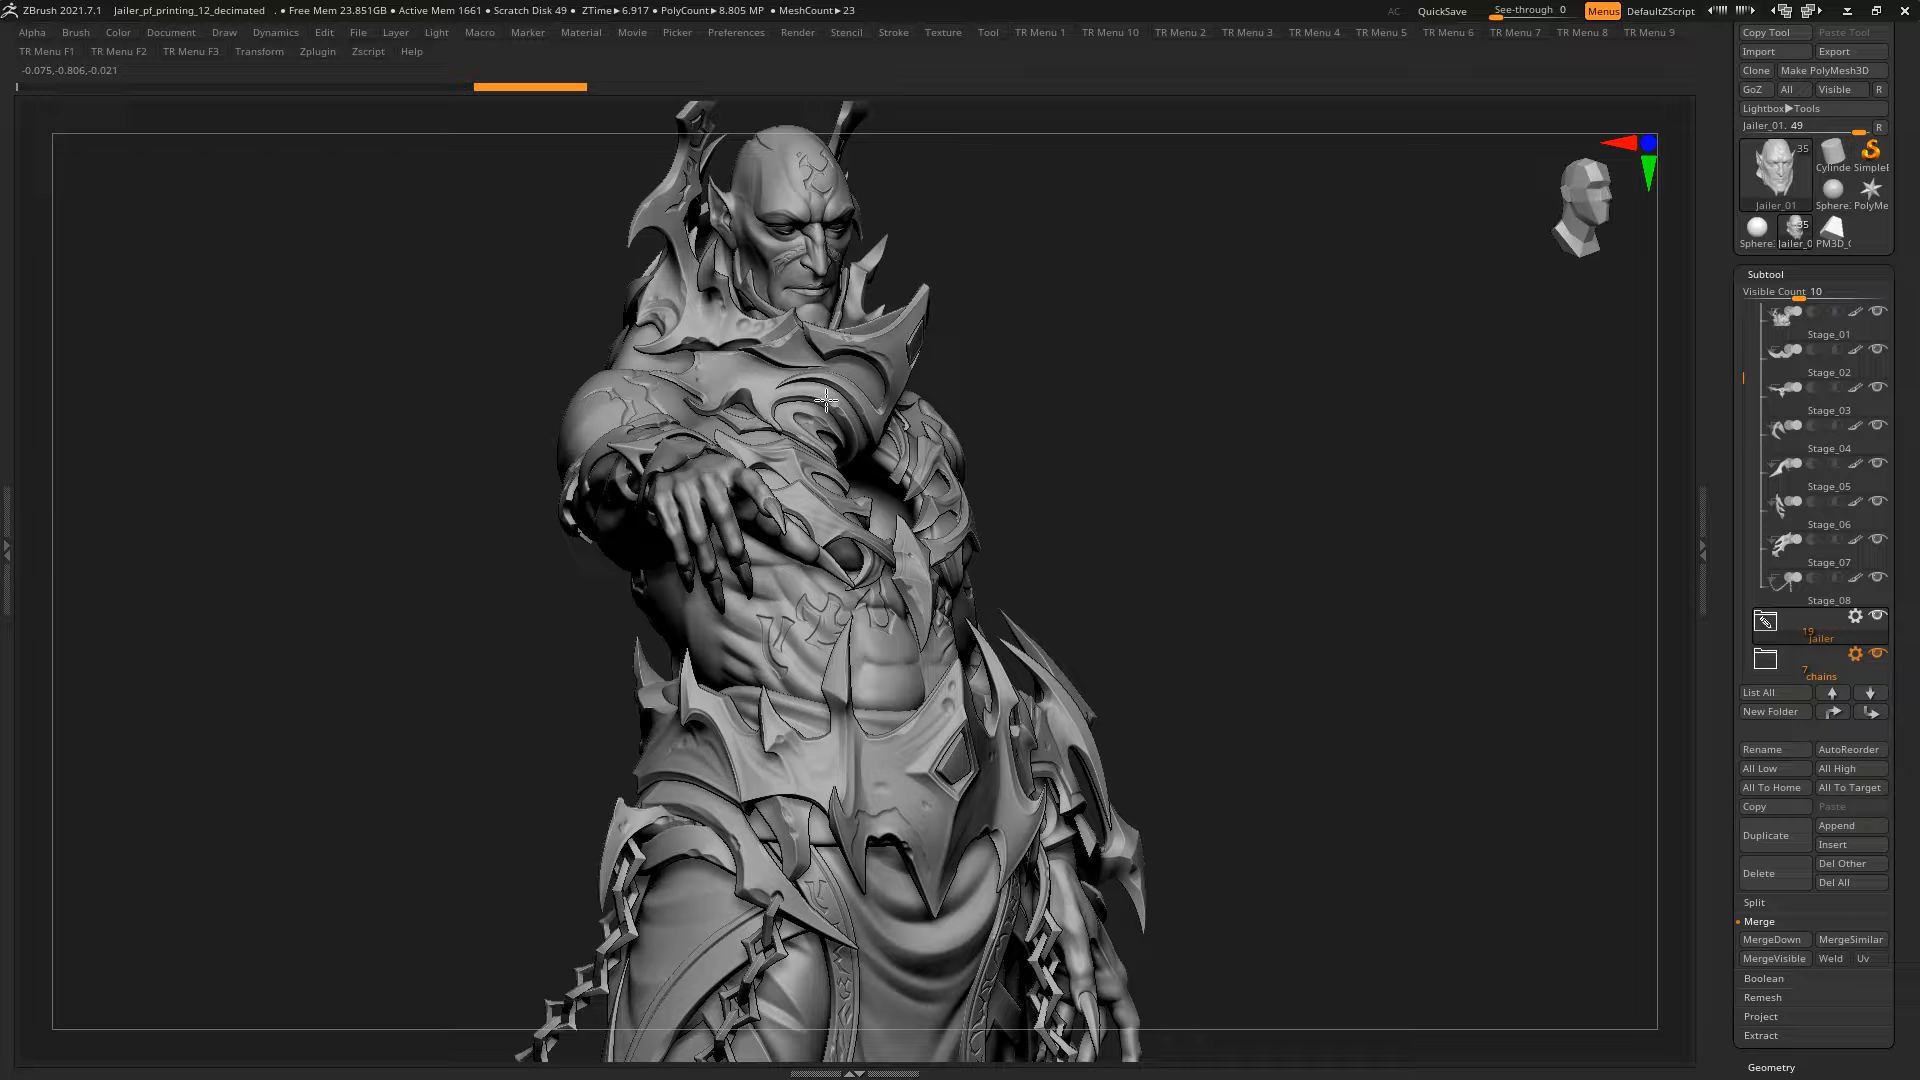 ZBrush 2021.7.1 Jailer_pf_printing_12_decimated . • Free Mem 23.851GB • Active Mem 1661 • Scratch Disk 49 • ZTime▶6.917 • PolyCount▶8.805 MP • MeshCount▶23 AC QuickSave See-through 0 Menus DefaultZScript
Alpha Brush Color Document Draw Dynamics Edit File Layer Light Macro Marker Material Movie Picker Preferences Render Stencil Stroke Texture Tool TR Menu 1 TR Menu 10 TR Menu 2 TR Menu 3 TR Menu 4 TR Menu 5 TR Menu 6 TR Menu 7 TR Menu 8 TR Menu 9
TR Menu F1 TR Menu F2 TR Menu F3 Transform Zplugin Zscript Help
-0.075,-0.806,-0.021
Copy Tool Paste Tool
Import Export
Clone Make PolyMesh3D
GoZ All Visible R
Lightbox▶Tools
Jailer_01. 49 R
35
Cylinde SimpleB
Jailer_01 Sphere. PolyMe
35
Sphere. Jailer_0 PM3D_C
Subtool
Visible Count 10
Stage_01
Stage_02
Stage_03
Stage_04
Stage_05
Stage_06
Stage_07
Stage_08
19
Jailer
7
chains
List All
New Folder
Rename AutoReorder
All Low All High
All To Home All To Target
Copy Paste
Duplicate Append
Insert
Delete Del Other
Del All
Split
Merge
MergeDown MergeSimilar
MergeVisible Weld Uv
Boolean
Remesh
Project
Extract
Geometry